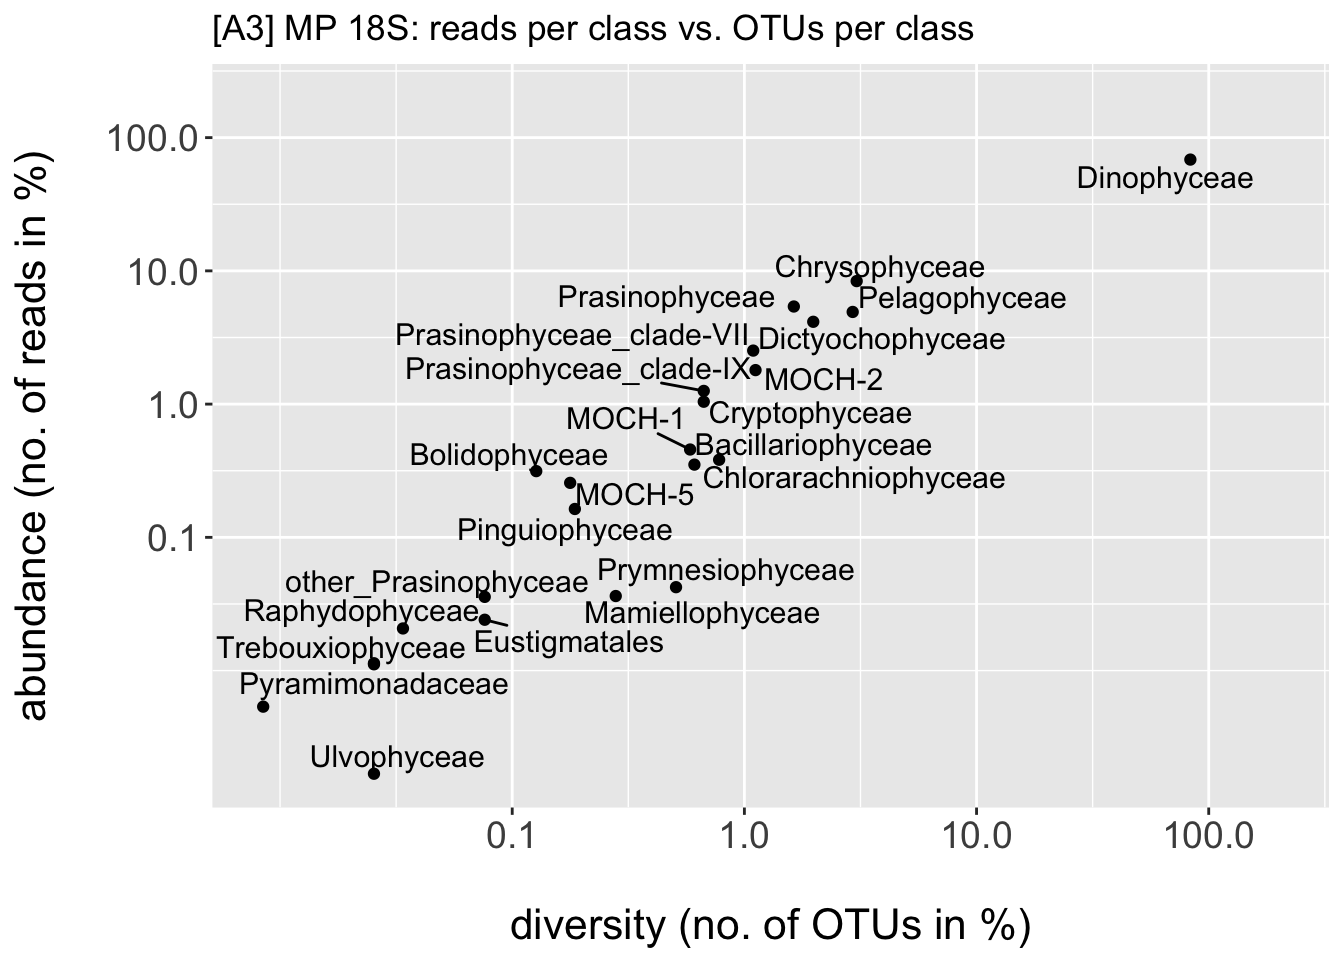 [A3] MP 18S: reads per class vs. OTUs per class
abundance (no. of reads in %)
100.0
10.0
1.0
0.1
Dinophyceae
Chrysophyceae
Prasinophyceae
Pelagophyceae
Prasinophyceae_clade-VII
Dictyochophyceae
Prasinophyceae_clade-IX
MOCH-2
MOCH-1
Cryptophyceae
Bolidophyceae
Bacillariophyceae
Chlorarachniophyceae
MOCH-5
Pinguiophyceae
other_Prasinophyceae
Prymnesiophyceae
Raphydophyceae
Mamiellophyceae
Trebouxiophyceae
Eustigmatales
Pyramimonadaceae
Ulvophyceae
0.1
1.0
10.0
100.0
diversity (no. of OTUs in %)